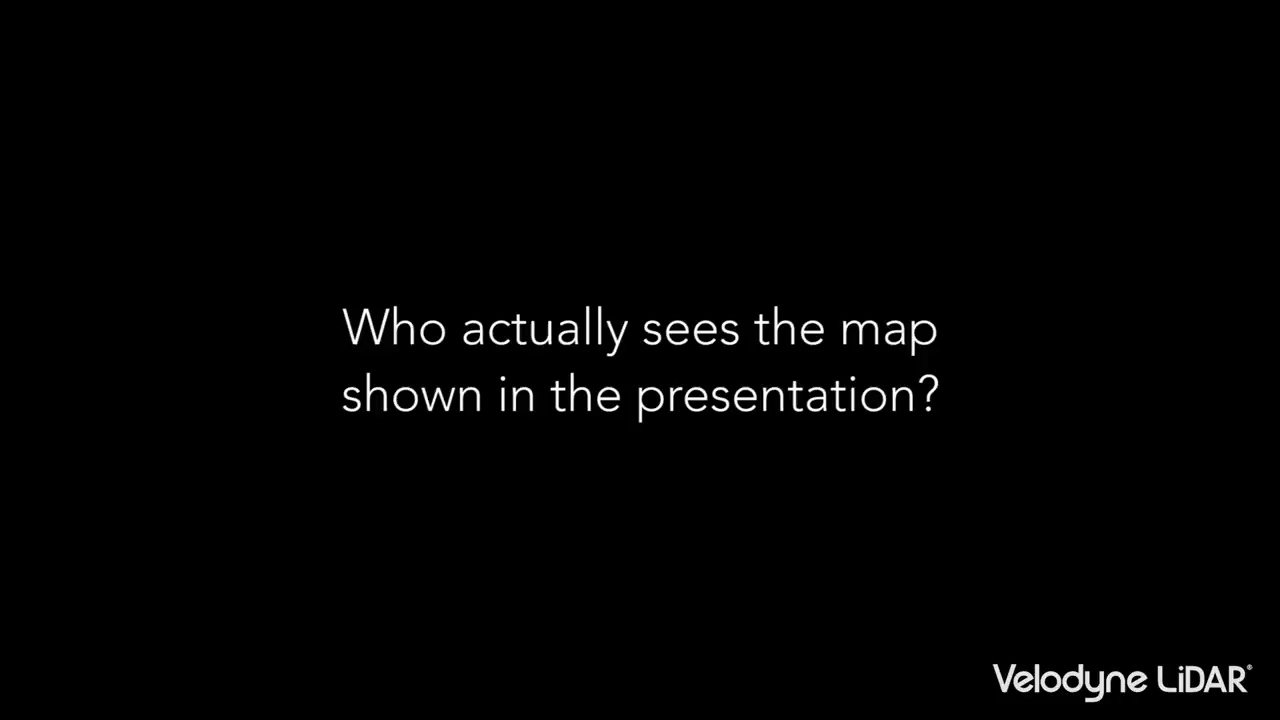 Who actually sees the map
shown in the presentation?
Velodyne LiDAR®